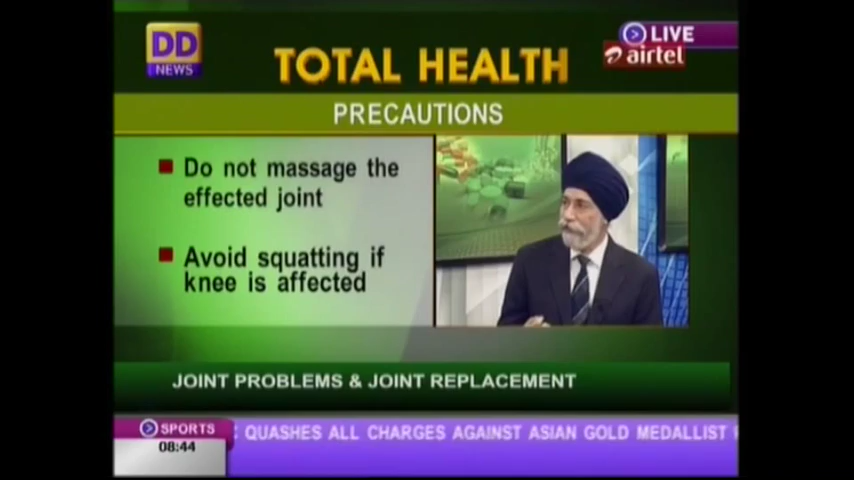 DD
NEWS
LIVE
airtel
TOTAL HEALTH
PRECAUTIONS
Do not massage the
effected joint
Avoid squatting if
knee is affected
JOINT PROBLEMS & JOINT REPLACEMENT
SPORTS
08:44
QUASHES ALL CHARGES AGAINST ASIAN GOLD MEDALLIST